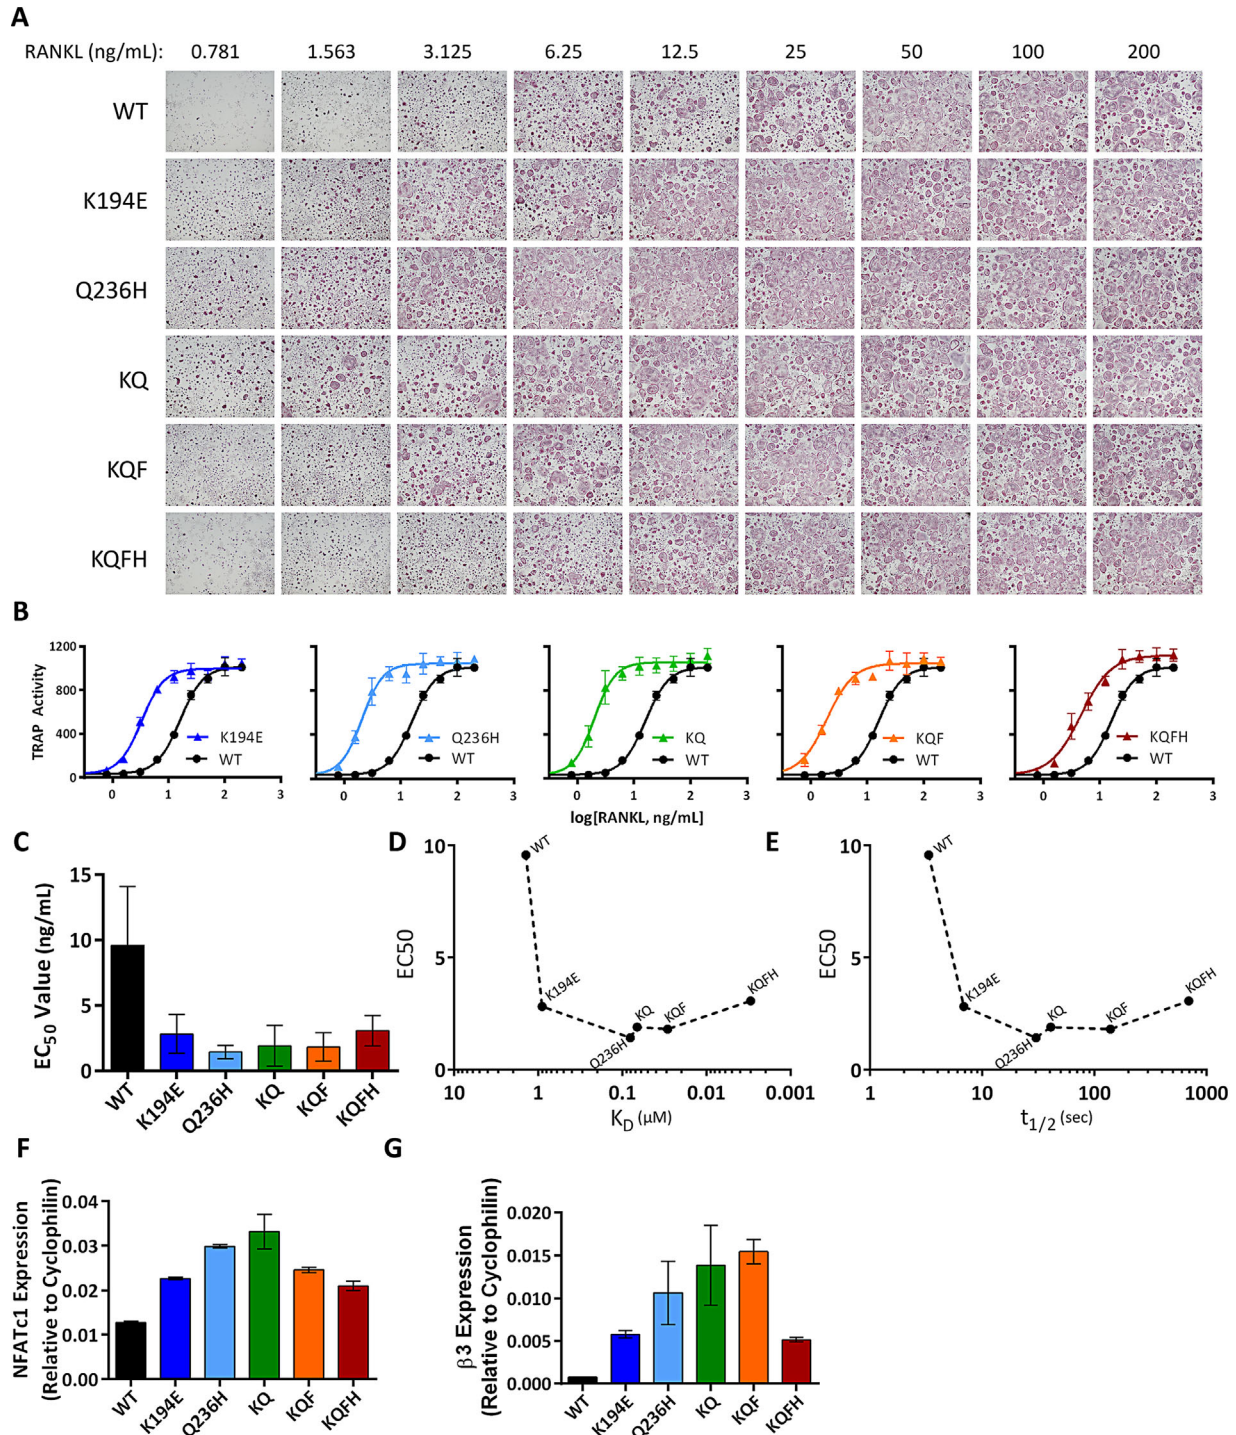 A
RANKL (ng/mL): 0.781 1.563 3.125 6.25 12.5 25 50 100 200
WT
K194E
Q236H
KQ
KQF
KQFH
B
TRAP Activity
1200
800
400
0
K194E
WT
Q236H
WT
KQ
WT
KQF
WT
KQFH
WT
0 1 2 3 0 1 2 3 0 1 2 3 0 1 2 3 0 1 2 3
log[RANKL, ng/mL]
C
EC50 Value (ng/mL)
15
10
5
0
WT K194E Q236H KQ KQF KQFH
D
EC50
10
5
0
WT
K194E
Q236H
KQ
KQF
KQFH
10 1 0.1 0.01 0.001
KD (µM)
E
EC50
10
5
0
WT
K194E
Q236H
KQ
KQF
KQFH
1 10 100 1000
t1/2 (sec)
F
NFATc1 Expression
(Relative to Cyclophilin)
0.04
0.03
0.02
0.01
0.00
WT K194E Q236H KQ KQF KQFH
G
β3 Expression
(Relative to Cyclophilin)
0.020
0.015
0.010
0.005
0.000
WT K194E Q236H KQ KQF KQFH